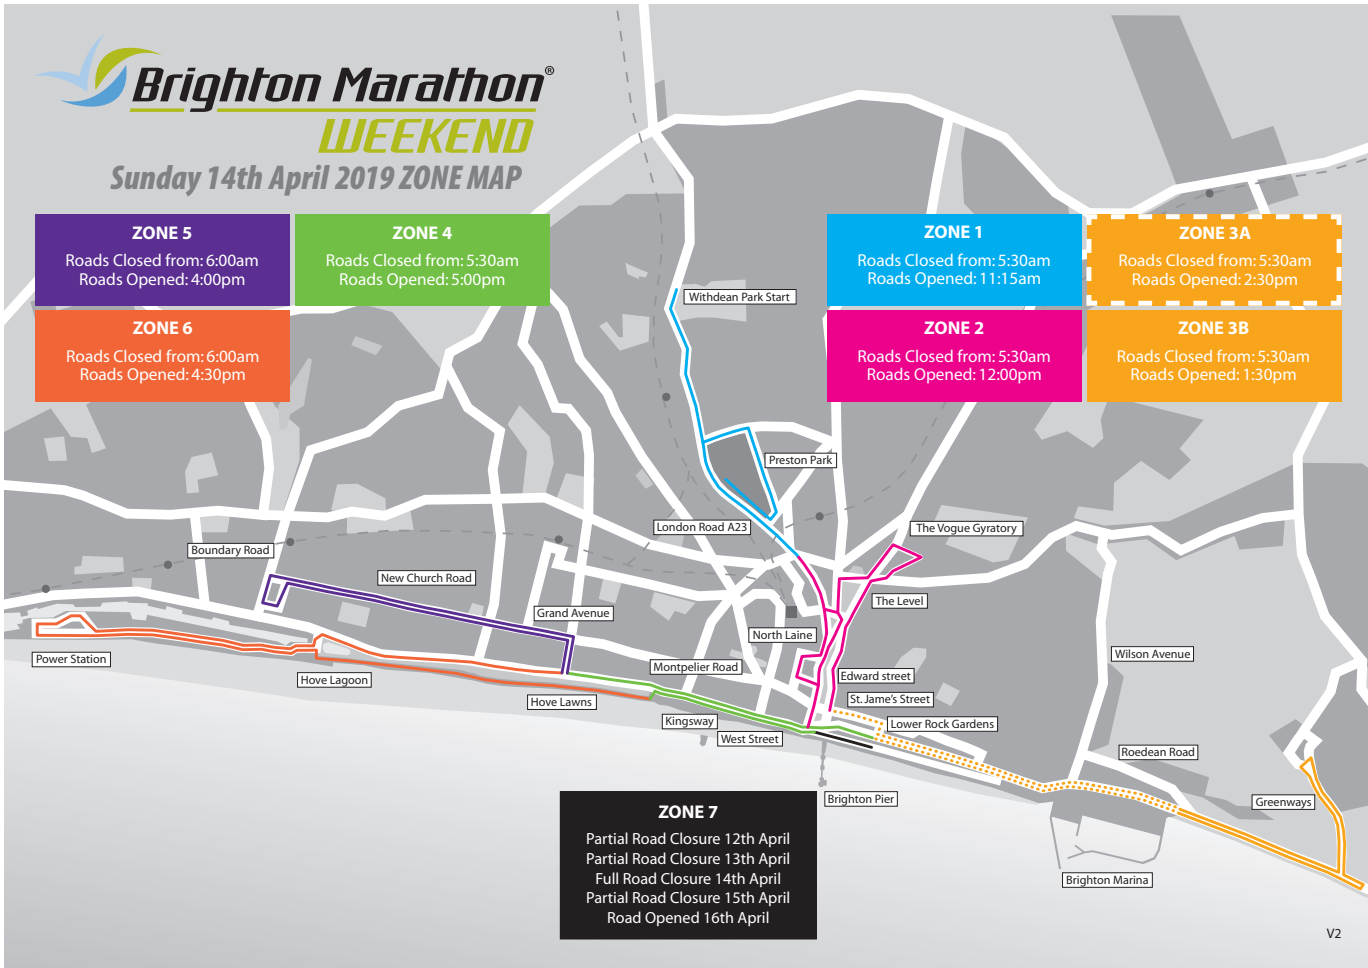 Brighton Marathon®
WEEKEND
Sunday 14th April 2019 ZONE MAP
ZONE 5
Roads Closed from: 6:00am
Roads Opened: 4:00pm
ZONE 4
Roads Closed from: 5:30am
Roads Opened: 5:00pm
ZONE 6
Roads Closed from: 6:00am
Roads Opened: 4:30pm
ZONE 1
Roads Closed from: 5:30am
Roads Opened: 11:15am
ZONE 3A
Roads Closed from: 5:30am
Roads Opened: 2:30pm
ZONE 2
Roads Closed from: 5:30am
Roads Opened: 12:00pm
ZONE 3B
Roads Closed from: 5:30am
Roads Opened: 1:30pm
Withdean Park Start
Preston Park
London Road A23
The Vogue Gyratory
Boundary Road
New Church Road
Grand Avenue
The Level
North Laine
Wilson Avenue
Power Station
Montpelier Road
Edward street
Hove Lagoon
Hove Lawns
St. Jame's Street
Kingsway
Lower Rock Gardens
West Street
Roedean Road
Brighton Pier
Greenways
Brighton Marina
ZONE 7
Partial Road Closure 12th April
Partial Road Closure 13th April
Full Road Closure 14th April
Partial Road Closure 15th April
Road Opened 16th April
V2